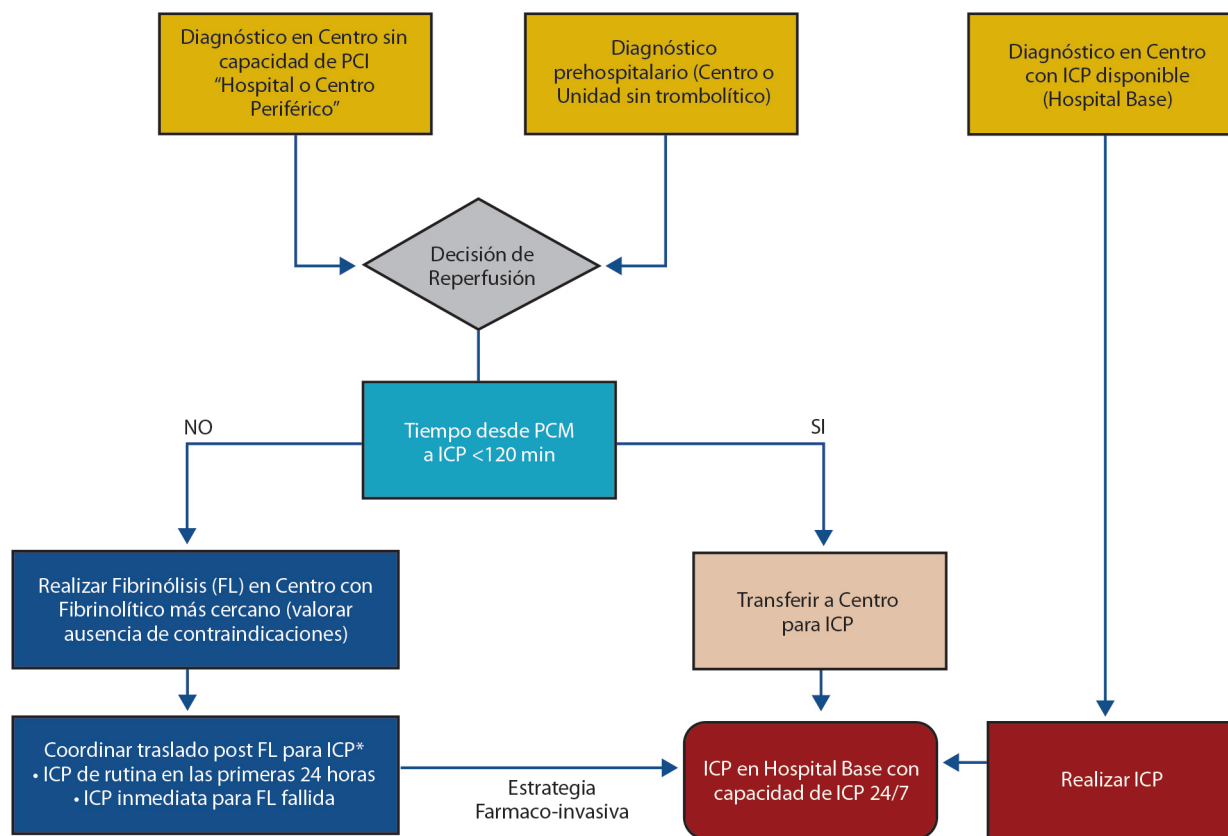 Diagnóstico en Centro sin
capacidad de PCI
“Hospital o Centro
Periférico”
Diagnóstico
prehospitalario (Centro o
Unidad sin trombolítico)
Diagnóstico en Centro
con ICP disponible
(Hospital Base)
Decisión de
Reperfusión
NO
Tiempo desde PCM
a ICP <120 min
SI
Realizar Fibrinólisis (FL) en Centro con
Fibrinolítico más cercano (valorar
ausencia de contraindicaciones)
Transferir a Centro
para ICP
Coordinar traslado post FL para ICP*
• ICP de rutina en las primeras 24 horas
• ICP inmediata para FL fallida
Estrategia
Farmaco-invasiva
ICP en Hospital Base con
capacidad de ICP 24/7
Realizar ICP